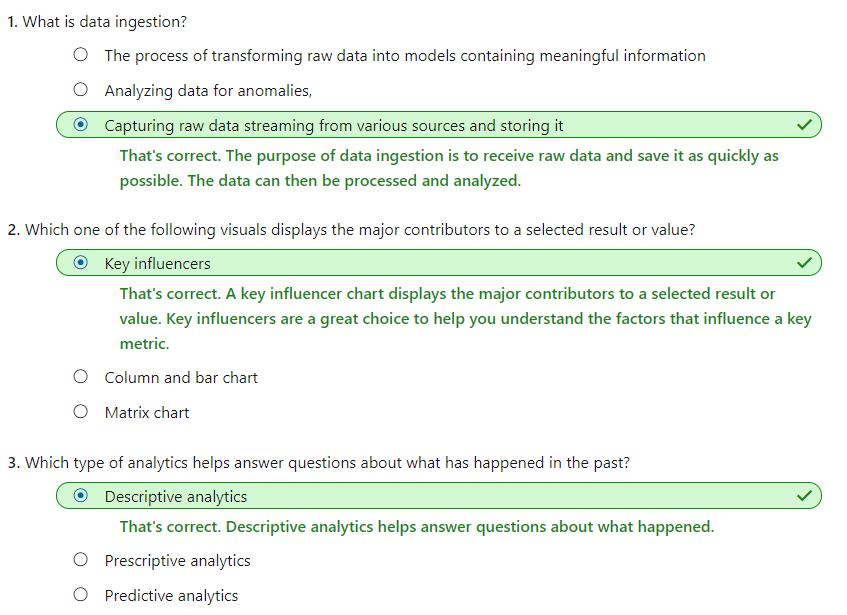 1. What is data ingestion?
The process of transforming raw data into models containing meaningful information
Analyzing data for anomalies,
Capturing raw data streaming from various sources and storing it
That's correct. The purpose of data ingestion is to receive raw data and save it as quickly as
possible. The data can then be processed and analyzed.
2. Which one of the following visuals displays the major contributors to a selected result or value?
Key influencers
That's correct. A key influencer chart displays the major contributors to a selected result or
value. Key influencers are a great choice to help you understand the factors that influence a key
metric.
Column and bar chart
Matrix chart
3. Which type of analytics helps answer questions about what has happened in the past?
Descriptive analytics
That's correct. Descriptive analytics helps answer questions about what happened.
Prescriptive analytics
Predictive analytics